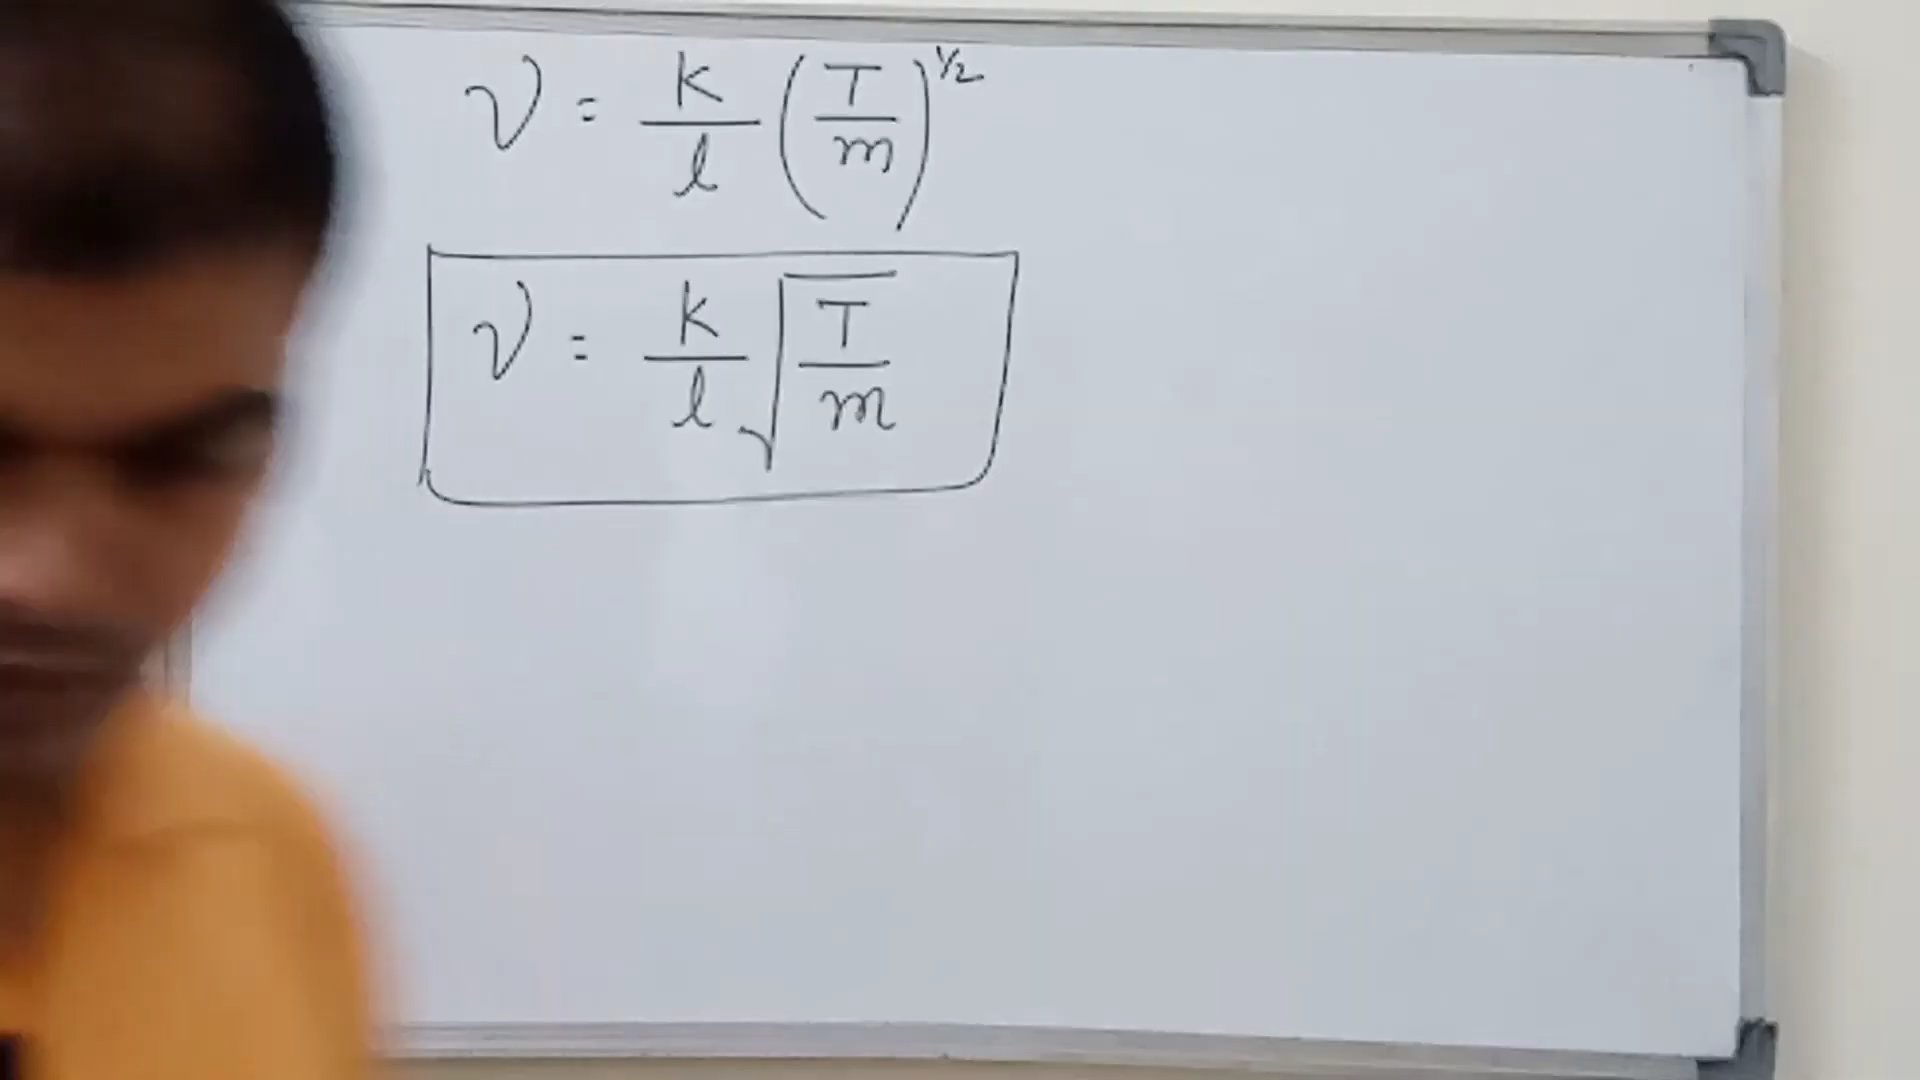 ν = k/l (T/m)^1/2
ν = k/l √(T/m)